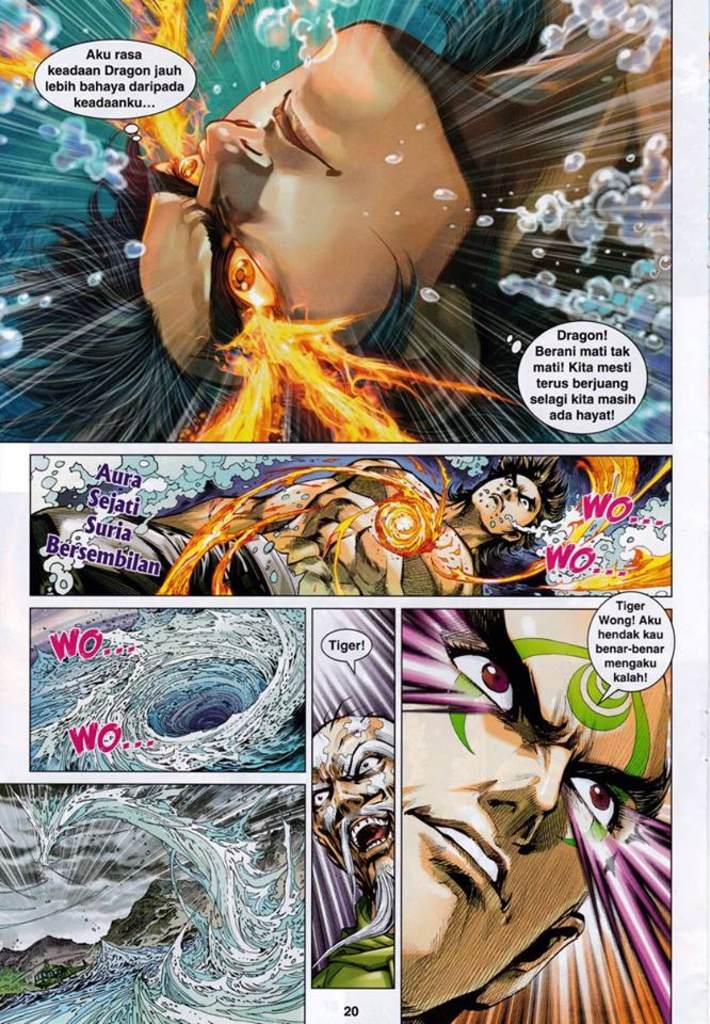 Aku rasa
keadaan Dragon jauh
lebih bahaya daripada
keadaanku...
Dragon!
Berani mati tak
mati! Kita mesti
terus berjuang
selagi kita masih
ada hayat!
Aura
Sejati
Suria
Bersembilan
WO...
WO...
WO...
WO...
Tiger!
Tiger
Wong! Aku
hendak kau
benar-benar
mengaku
kalah!
20